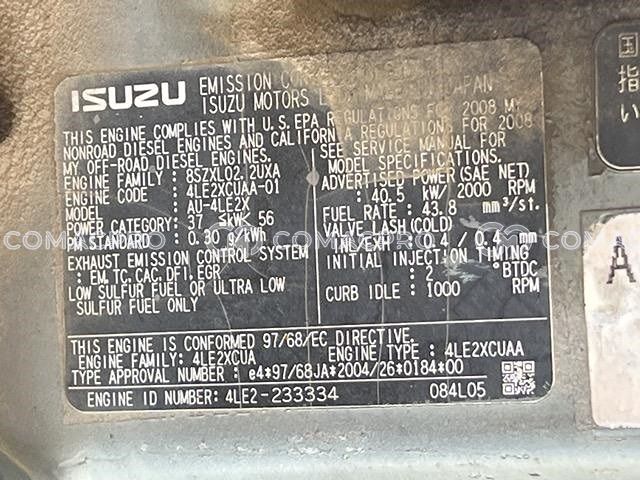 ISUZU EMISSION JAPAN
ISUZU MOTORS
THIS ENGINE COMPLIES WITH U.S.EPA REGULATIONS FOR 2008 MY
NONROAD DIESEL ENGINES AND CALIFORNIA REGULATIONS FOR 2008
MY OFF-ROAD DIESEL ENGINES.
ENGINE FAMILY : 8SZXL02.2UXA
ENGINE CODE : 4LE2XCUAA-01
MODEL : AU-4LE2X
POWER CATEGORY : 37 ≤kW< 56
PM STANDARD : 0.30 g/kWh
EXHAUST EMISSION CONTROL SYSTEM
: EM,TC,CAC,DFI,EGR
LOW SULFUR FUEL OR ULTRA LOW
SULFUR FUEL ONLY
SEE SERVICE MANUAL FOR
MODEL SPECIFICATIONS.
ADVERTISED POWER (SAE NET)
: 40.5 kW/ 2000 RPM
FUEL RATE : 43.8 mm³/st.
VALVE LASH (COLD)
IN./EXH. : 0.4 / 0.4 mm
INITIAL INJECTION TIMING
: 2 °BTDC
CURB IDLE : 1000 RPM
THIS ENGINE IS CONFORMED 97/68/EC DIRECTIVE.
ENGINE FAMILY: 4LE2XCUA ENGINE TYPE : 4LE2XCUAA
TYPE APPROVAL NUMBER : e4*97/68JA*2004/26*0184*00
ENGINE ID NUMBER: 4LE2-233334 084L05
国
指
い
A